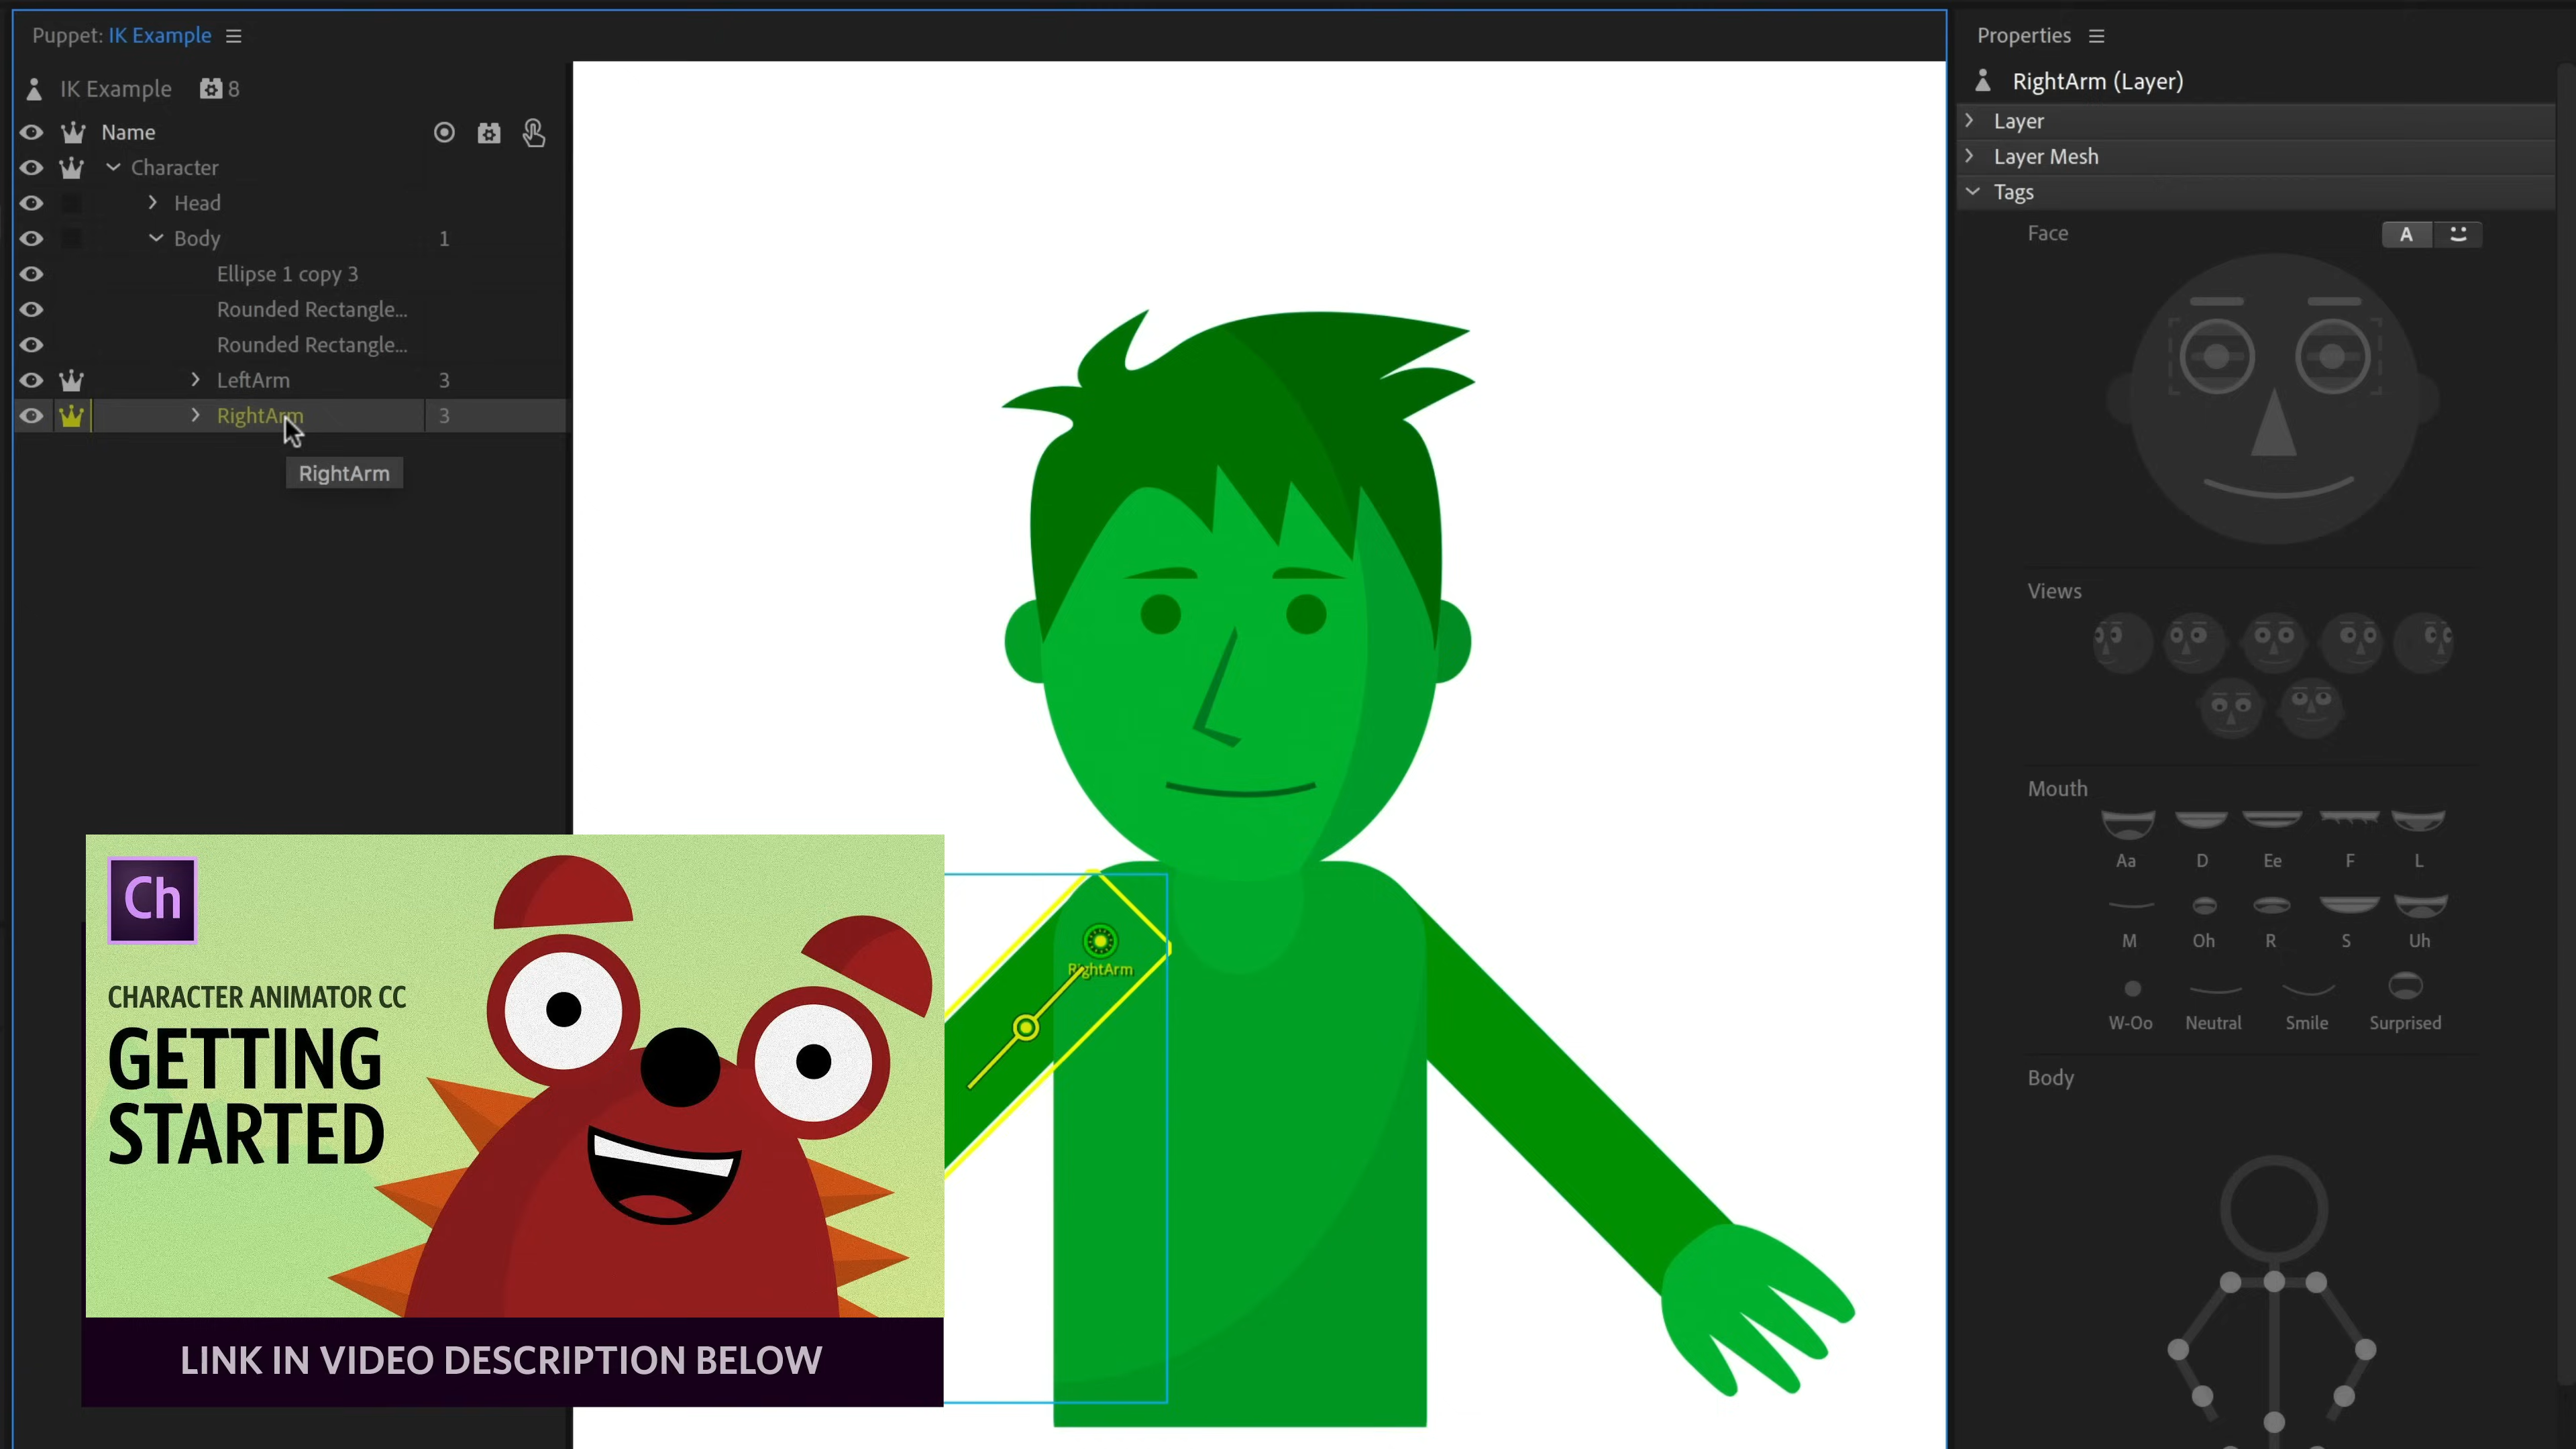 Puppet: IK Example
IK Example 8
Name
Character
Head
Body 1
Ellipse 1 copy 3
Rounded Rectangle...
Rounded Rectangle...
LeftArm 3
RightArm 3
RightArm
RightArm
Ch
CHARACTER ANIMATOR CC
GETTING
STARTED
LINK IN VIDEO DESCRIPTION BELOW
Properties
RightArm (Layer)
Layer
Layer Mesh
Tags
Face
A
Views
Mouth
Aa D Ee F L
M Oh R S Uh
W-Oo Neutral Smile Surprised
Body